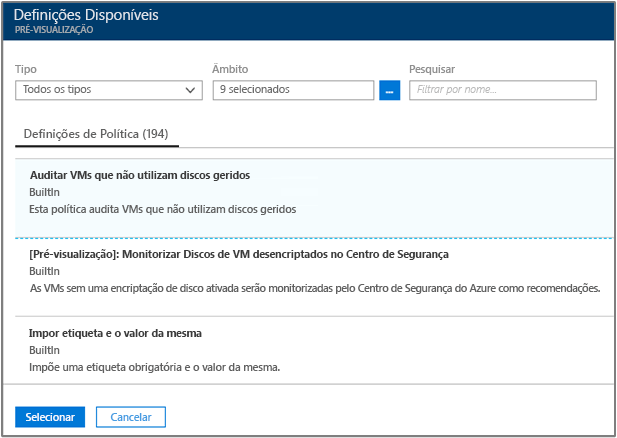 Definições Disponíveis
PRÉ-VISUALIZAÇÃO
Tipo Âmbito Pesquisar
Todos os tipos 9 selecionados ... Filtrar por nome...
Definições de Política (194)
Auditar VMs que não utilizam discos geridos
BuiltIn
Esta política audita VMs que não utilizam discos geridos
[Pré-visualização]: Monitorizar Discos de VM desencriptados no Centro de Segurança
BuiltIn
As VMs sem uma encriptação de disco ativada serão monitorizadas pelo Centro de Segurança do Azure como recomendações.
Impor etiqueta e o valor da mesma
BuiltIn
Impõe uma etiqueta obrigatória e o valor da mesma.
Selecionar Cancelar